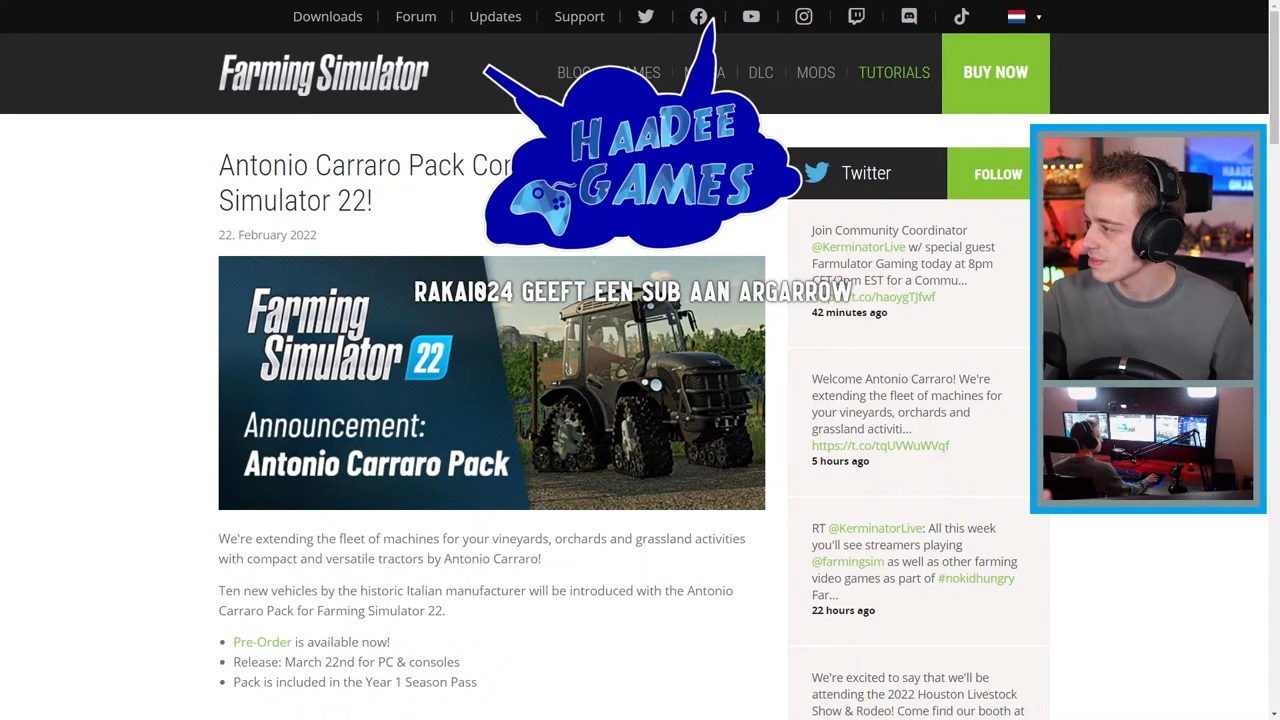 Downloads
Forum
Updates
Support
Farming Simulator
DLC
MODS
TUTORIALS
BUY NOW
HAADEE
GAMES
Antonio Carraro Pack
Simulator 22!
22. February 2022
Twitter
FOLLOW
RAKA1024 GEEFT EEN SUB AAN ARGARROW
Farming
Simulator 22
Announcement:
Antonio Carraro Pack
We're extending the fleet of machines for your vineyards, orchards and grassland activities
with compact and versatile tractors by Antonio Carraro!
Ten new vehicles by the historic Italian manufacturer will be introduced with the Antonio
Carraro Pack for Farming Simulator 22.
• Pre-Order is available now!
• Release: March 22nd for PC & consoles
• Pack is included in the Year 1 Season Pass
Join Community Coordinator
@KerminatorLive w/ special guest
Farmulator Gaming today at 8pm
EST for a Commu...
42 minutes ago
Welcome Antonio Carraro! We're
extending the fleet of machines for
your vineyards, orchards and
grassland activiti...
https://t.co/tqUVWuWVqf
5 hours ago
RT @KerminatorLive: All this week
you'll see streamers playing
@farmingsim as well as other farming
video games as part of #nokidhungry
Far...
22 hours ago
We're excited to say that we'll be
attending the 2022 Houston Livestock
Show & Rodeo! Come find our booth at